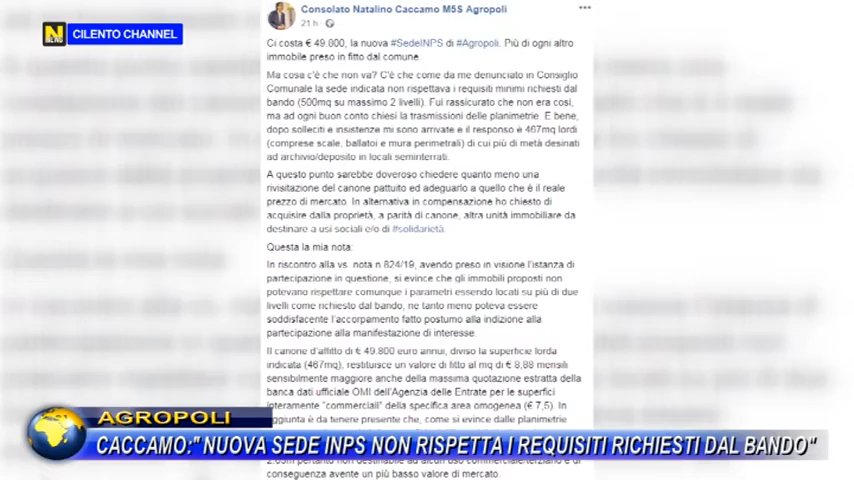 Consolato Natalino Caccamo M5S Agropoli
21 h
N
CILENTO CHANNEL
Ci costa € 49.800, la nuova #SedeINPS di #Agropoli. Più di ogni altro
immobile preso in fitto dal comune.
Ma cosa c'è che non va? C'è che come da me denunciato in Consiglio
Comunale la sede indicata non rispettava i requisiti minimi richiesti dal
bando (500mq su massimo 2 livelli). Fui rassicurato che non era così,
ma ad ogni buon conto chiesi la trasmissioni delle planimetrie. E bene,
dopo solleciti e insistenze mi sono arrivate e il responso è 467mq lordi
(comprese scale, ballatoi e mura perimetrali) di cui più di metà desinati
ad archivio/deposito in locali seminterrati.
A questo punto sarebbe doveroso chiedere quanto meno una
rivisitazione del canone pattuito ed adeguarlo a quello che è il reale
prezzo di mercato. In alternativa in compensazione ho chiesto di
acquisire dalla proprietà, a parità di canone, altra unità immobiliare da
destinare a usi sociali e/o di #solidarietà.
Questa la mia nota:
In riscontro alla vs. nota n 824/19, avendo preso in visione l'istanza di
partecipazione in questione, si evince che gli immobili proposti non
potevano rispettare comunque i parametri essendo locati su più di due
livelli come richiesto dal bando, ne tanto meno poteva essere
soddisfacente l'accorpamento fatto postumo alla indizione alla
partecipazione alla manifestazione di interesse.
Il canone d'affitto di € 49.800 euro annui, diviso la superficie lorda
indicata (467mq), restituisce un valore di fitto al mq di € 8,88 mensili
sensibilmente maggiore anche della massima quotazione estratta della
banca dati ufficiale OMI dell'Agenzia delle Entrate per le superfici
interamente "commerciali" della specifica area omogenea (€ 7,5). In
aggiunta è da tenere presente che, come si evince dalle planimetrie
AGROPOLI
CACCAMO:"NUOVA SEDE INPS NON RISPETTA I REQUISITI RICHIESTI DAL BANDO"
conseguenza avente un più basso valore di mercato.